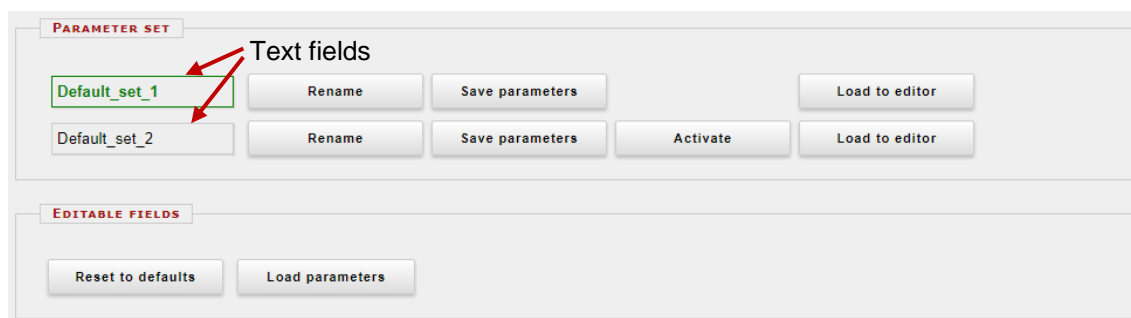 PARAMETER SET
Text fields
Default_set_1 Rename Save parameters Load to editor
Default_set_2 Rename Save parameters Activate Load to editor
EDITABLE FIELDS
Reset to defaults Load parameters